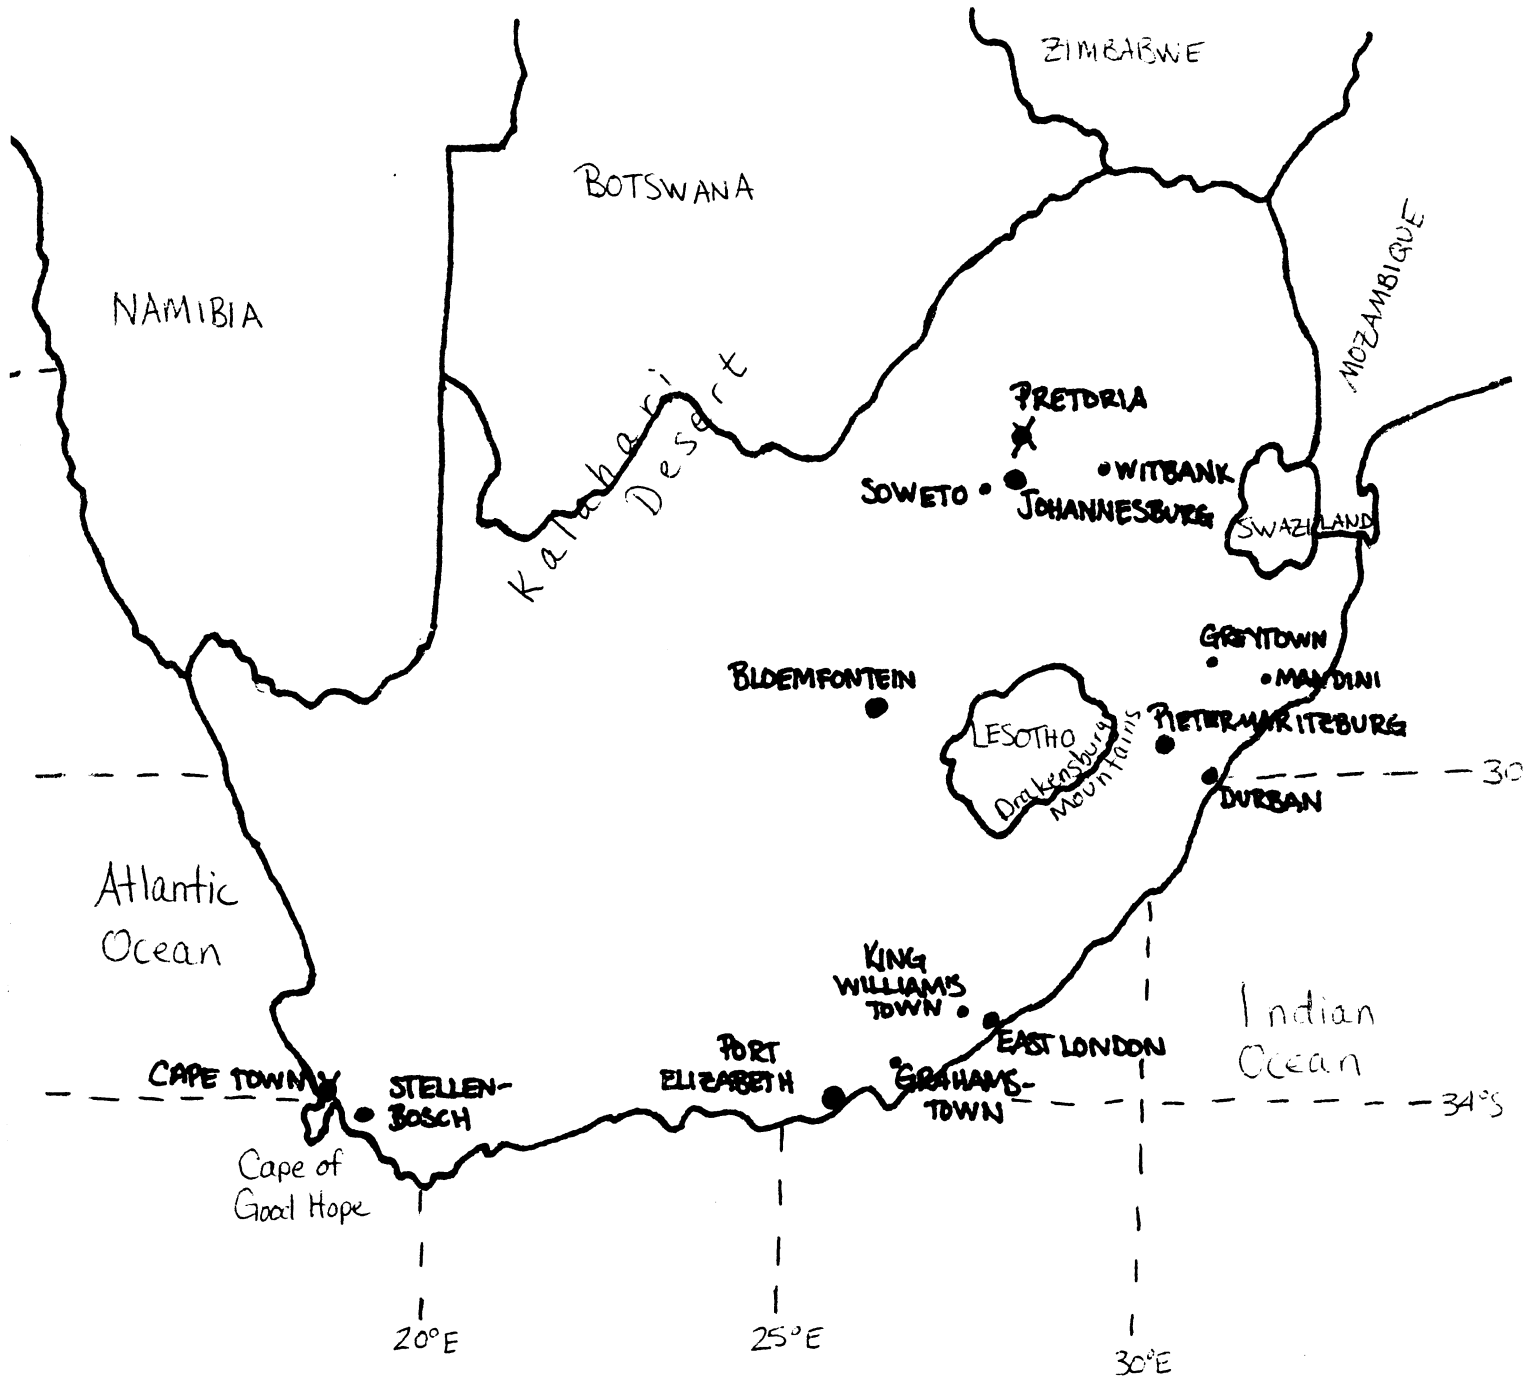 ZIMBABWE
BOTSWANA
NAMIBIA
MOZAMBIQUE
Kalahari
Desert
PRETORIA
WITBANK
SOWETO
JOHANNESBURG
SWAZILAND
GREYTOWN
MANDINI
BLOEMFONTEIN
PIETERMARITZBURG
LESOTHO
Drakensburg
Mountains
30
DURBAN
Atlantic
Ocean
KING
WILLIAM'S
TOWN
Indian
Ocean
EAST LONDON
PORT
ELIZABETH
GRAHAMS-
TOWN
CAPE TOWN
STELLEN-
BOSCH
34°S
Cape of
Good Hope
20°E
25°E
30°E